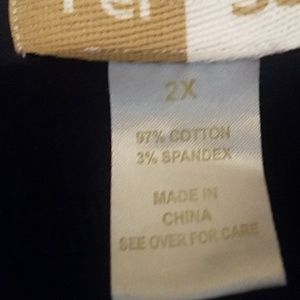 2X
97% COTTON
3% SPANDEX
MADE IN
CHINA
SEE OVER FOR CARE